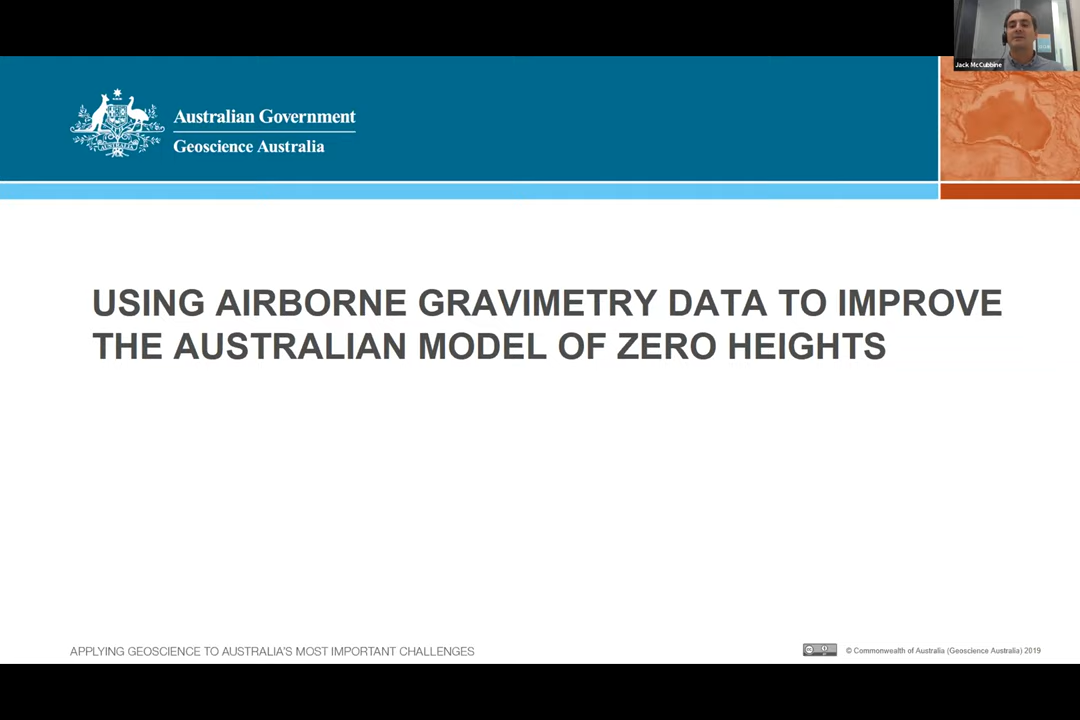 Jack McCubbine
Australian Government
Geoscience Australia
USING AIRBORNE GRAVIMETRY DATA TO IMPROVE
THE AUSTRALIAN MODEL OF ZERO HEIGHTS
APPLYING GEOSCIENCE TO AUSTRALIA'S MOST IMPORTANT CHALLENGES
© Commonwealth of Australia (Geoscience Australia) 2019